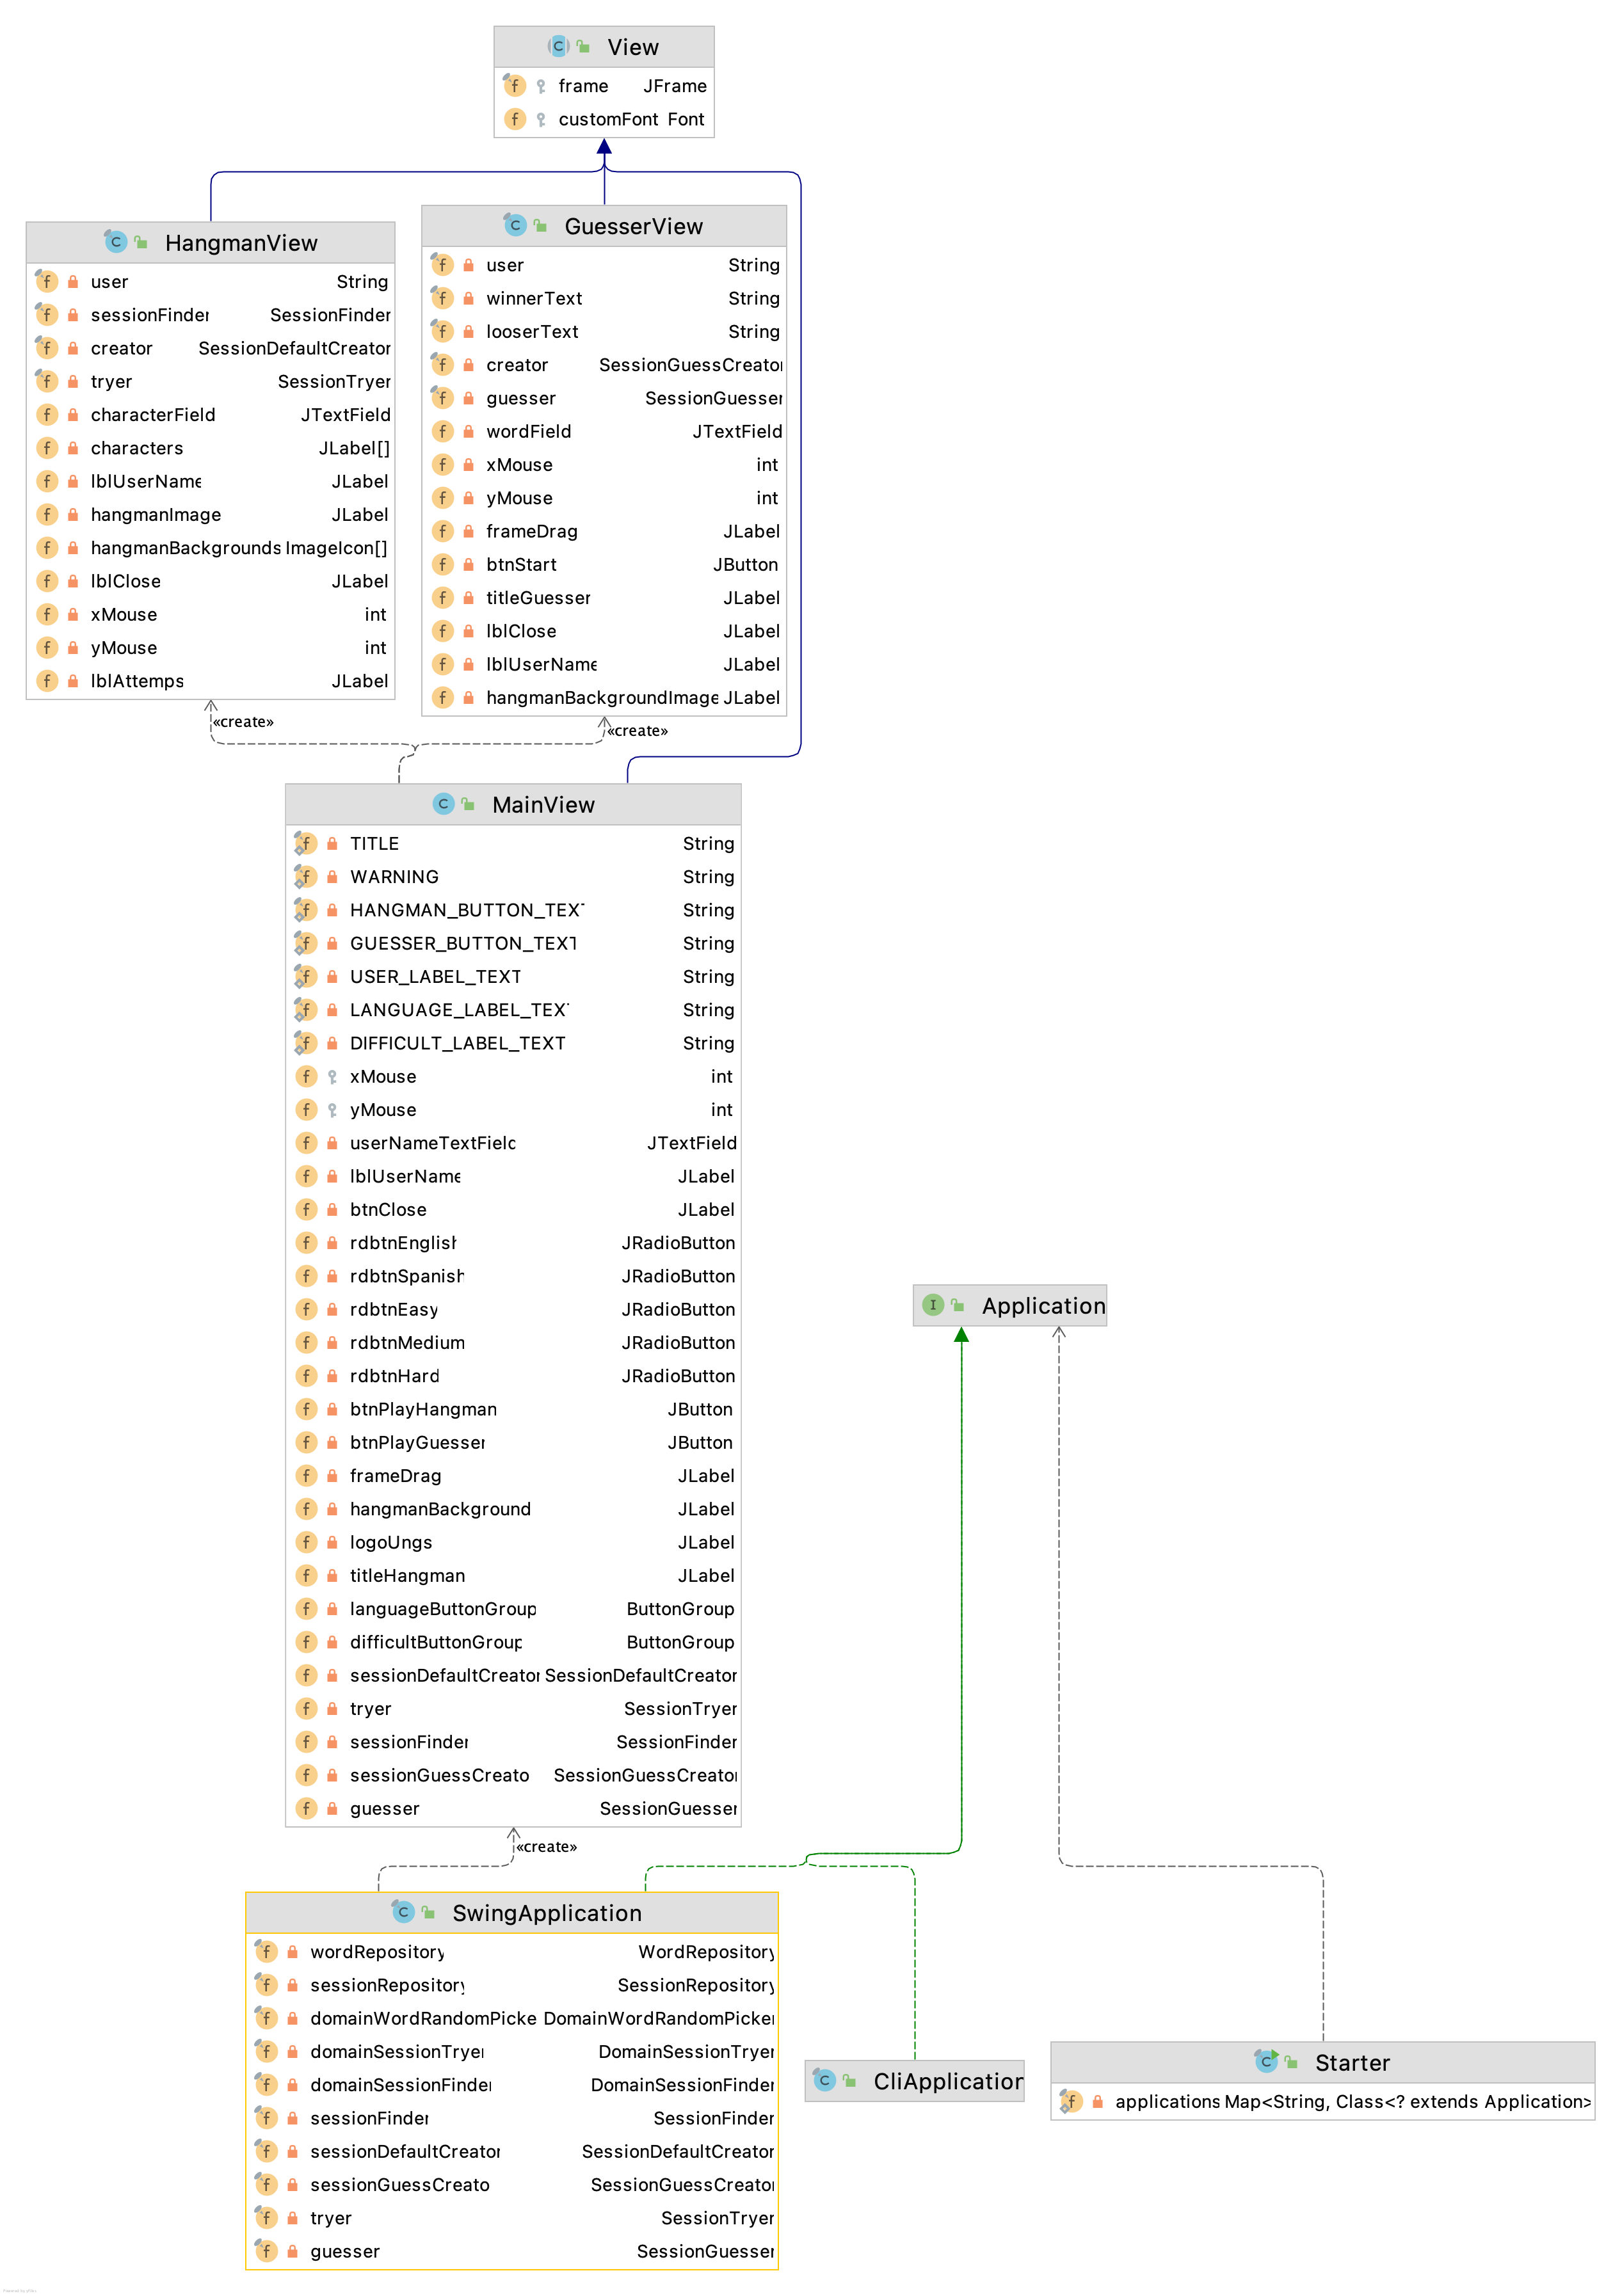 View
frame JFrame
customFont Font
HangmanView
user String
sessionFinder SessionFinder
creator SessionDefaultCreator
tryer SessionTryer
characterField JTextField
characters JLabel[]
lblUserName JLabel
hangmanImage JLabel
hangmanBackgrounds ImageIcon[]
lblClose JLabel
xMouse int
yMouse int
lblAttemps JLabel
«create»
GuesserView
user String
winnerText String
looserText String
creator SessionGuessCreator
guesser SessionGuesser
wordField JTextField
xMouse int
yMouse int
frameDrag JLabel
btnStart JButton
titleGuesser JLabel
lblClose JLabel
lblUserName JLabel
hangmanBackgroundImage JLabel
«create»
MainView
TITLE String
WARNING String
HANGMAN_BUTTON_TEXT String
GUESSER_BUTTON_TEXT String
USER_LABEL_TEXT String
LANGUAGE_LABEL_TEXT String
DIFFICULT_LABEL_TEXT String
xMouse int
yMouse int
userNameTextField JTextField
lblUserName JLabel
btnClose JLabel
rdbtnEnglish JRadioButton
rdbtnSpanish JRadioButton
rdbtnEasy JRadioButton
rdbtnMedium JRadioButton
rdbtnHard JRadioButton
btnPlayHangman JButton
btnPlayGuesser JButton
frameDrag JLabel
hangmanBackground JLabel
logoUngs JLabel
titleHangman JLabel
languageButtonGroup ButtonGroup
difficultButtonGroup ButtonGroup
sessionDefaultCreator SessionDefaultCreator
tryer SessionTryer
sessionFinder SessionFinder
sessionGuessCreato SessionGuessCreator
guesser SessionGuesser
«create»
Application
SwingApplication
wordRepository WordRepository
sessionRepository SessionRepository
domainWordRandomPicke DomainWordRandomPicker
domainSessionTryer DomainSessionTryer
domainSessionFinder DomainSessionFinder
sessionFinder SessionFinder
sessionDefaultCreator SessionDefaultCreator
sessionGuessCreato SessionGuessCreator
tryer SessionTryer
guesser SessionGuesser
CliApplication
Starter
applications Map<String, Class<? extends Application>